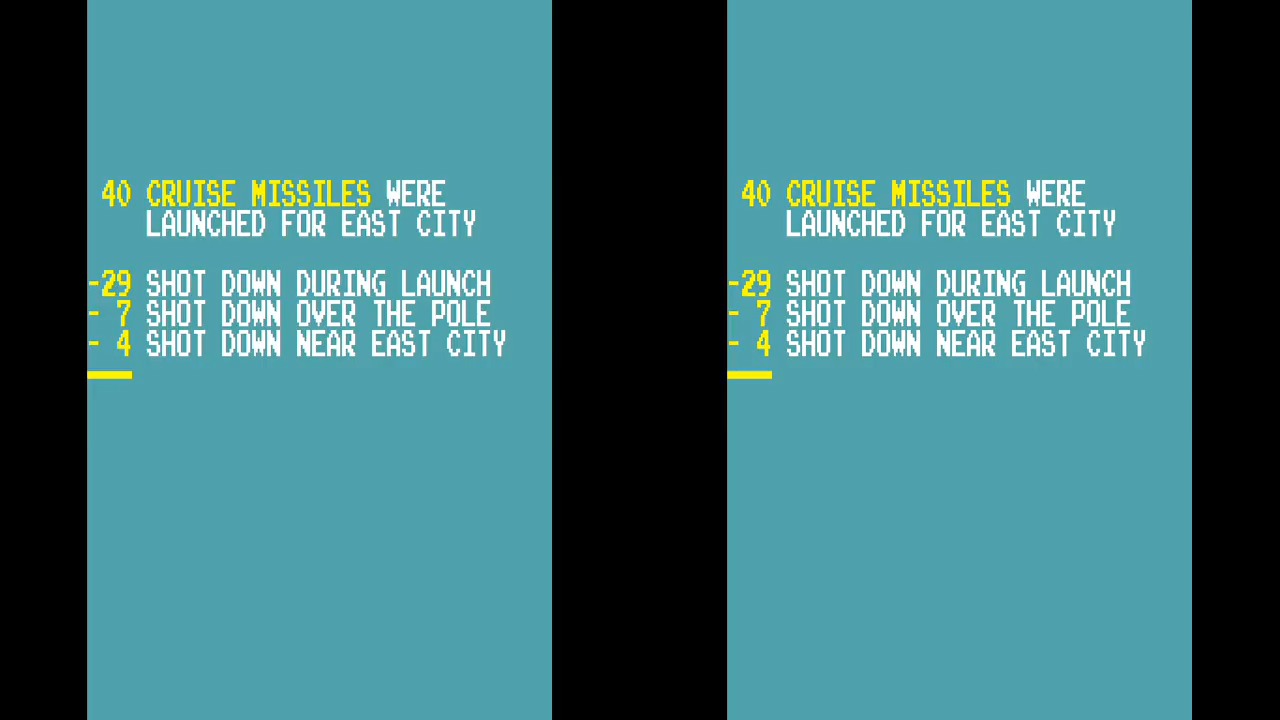 40 CRUISE MISSILES WERE
LAUNCHED FOR EAST CITY
-29 SHOT DOWN DURING LAUNCH
- 7 SHOT DOWN OVER THE POLE
- 4 SHOT DOWN NEAR EAST CITY
40 CRUISE MISSILES WERE
LAUNCHED FOR EAST CITY
-29 SHOT DOWN DURING LAUNCH
- 7 SHOT DOWN OVER THE POLE
- 4 SHOT DOWN NEAR EAST CITY